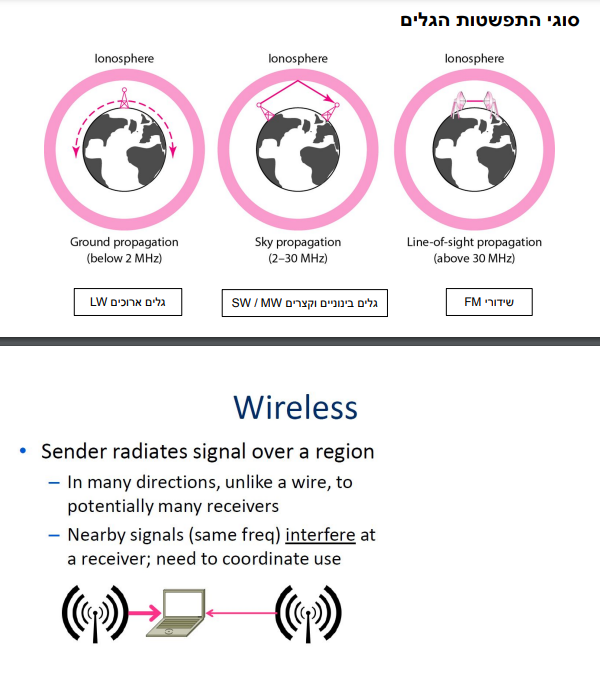 סוגי התפשטות הגלים
Ionosphere
Ionosphere
Ionosphere
Ground propagation
(below 2 MHz)
Sky propagation
(2–30 MHz)
Line-of-sight propagation
(above 30 MHz)
גלים ארוכים LW
גלים בינוניים וקצרים SW / MW
שידורי FM
Wireless
• Sender radiates signal over a region
– In many directions, unlike a wire, to
potentially many receivers
– Nearby signals (same freq) interfere at
a receiver; need to coordinate use